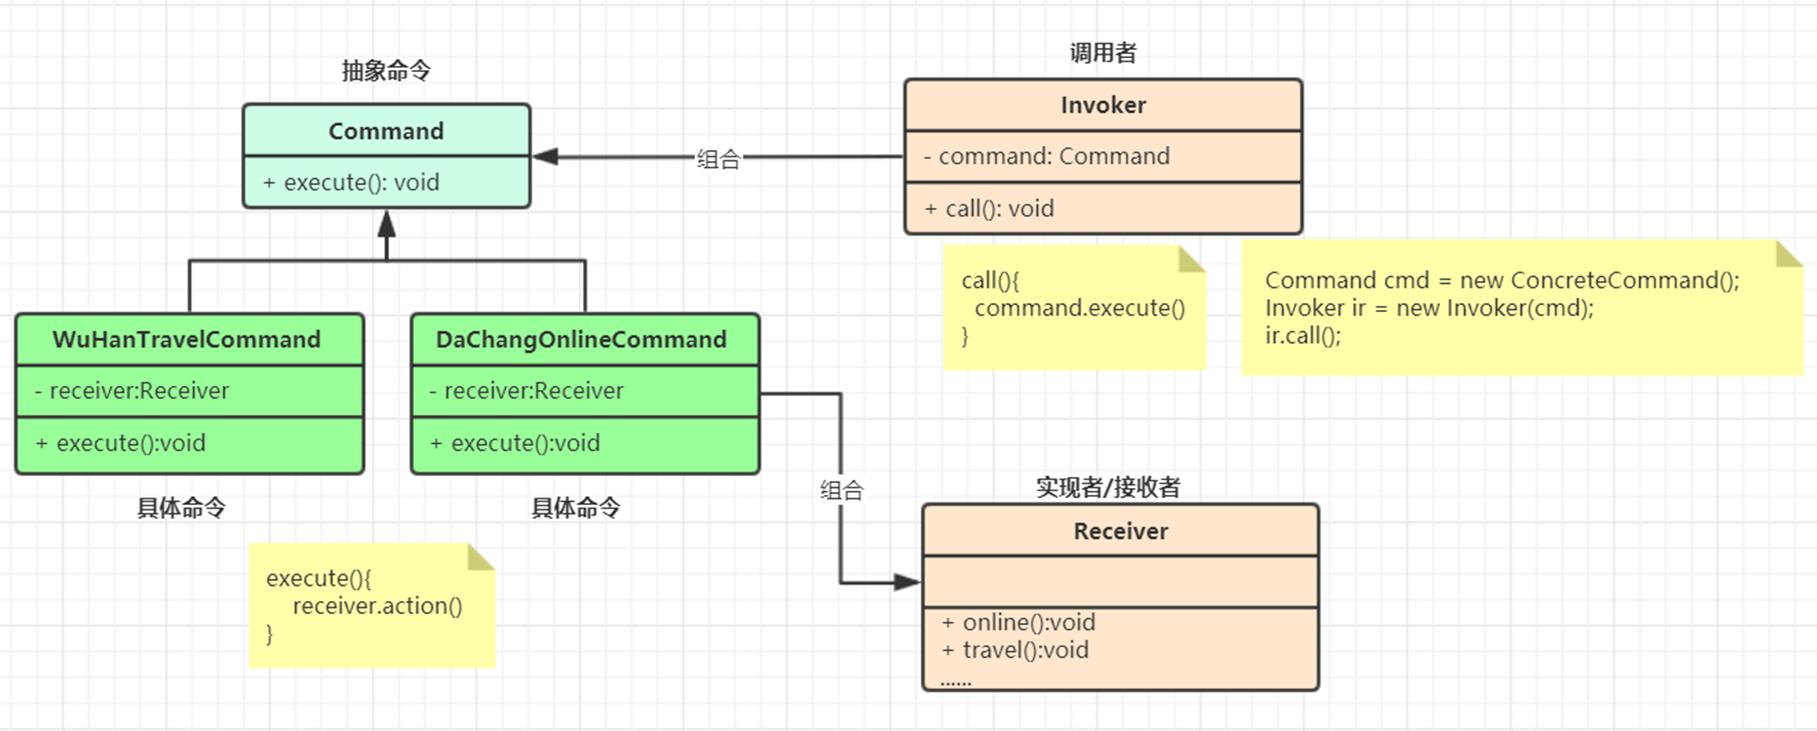 抽象命令
Command
+ execute(): void
组合
调用者
Invoker
- command: Command
+ call(): void
call(){
command.execute()
}
Command cmd = new ConcreteCommand();
Invoker ir = new Invoker(cmd);
ir.call();
WuHanTravelCommand
- receiver:Receiver
+ execute():void
具体命令
DaChangOnlineCommand
- receiver:Receiver
+ execute():void
具体命令
execute(){
receiver.action()
}
组合
实现者/接收者
Receiver
+ online():void
+ travel():void
......